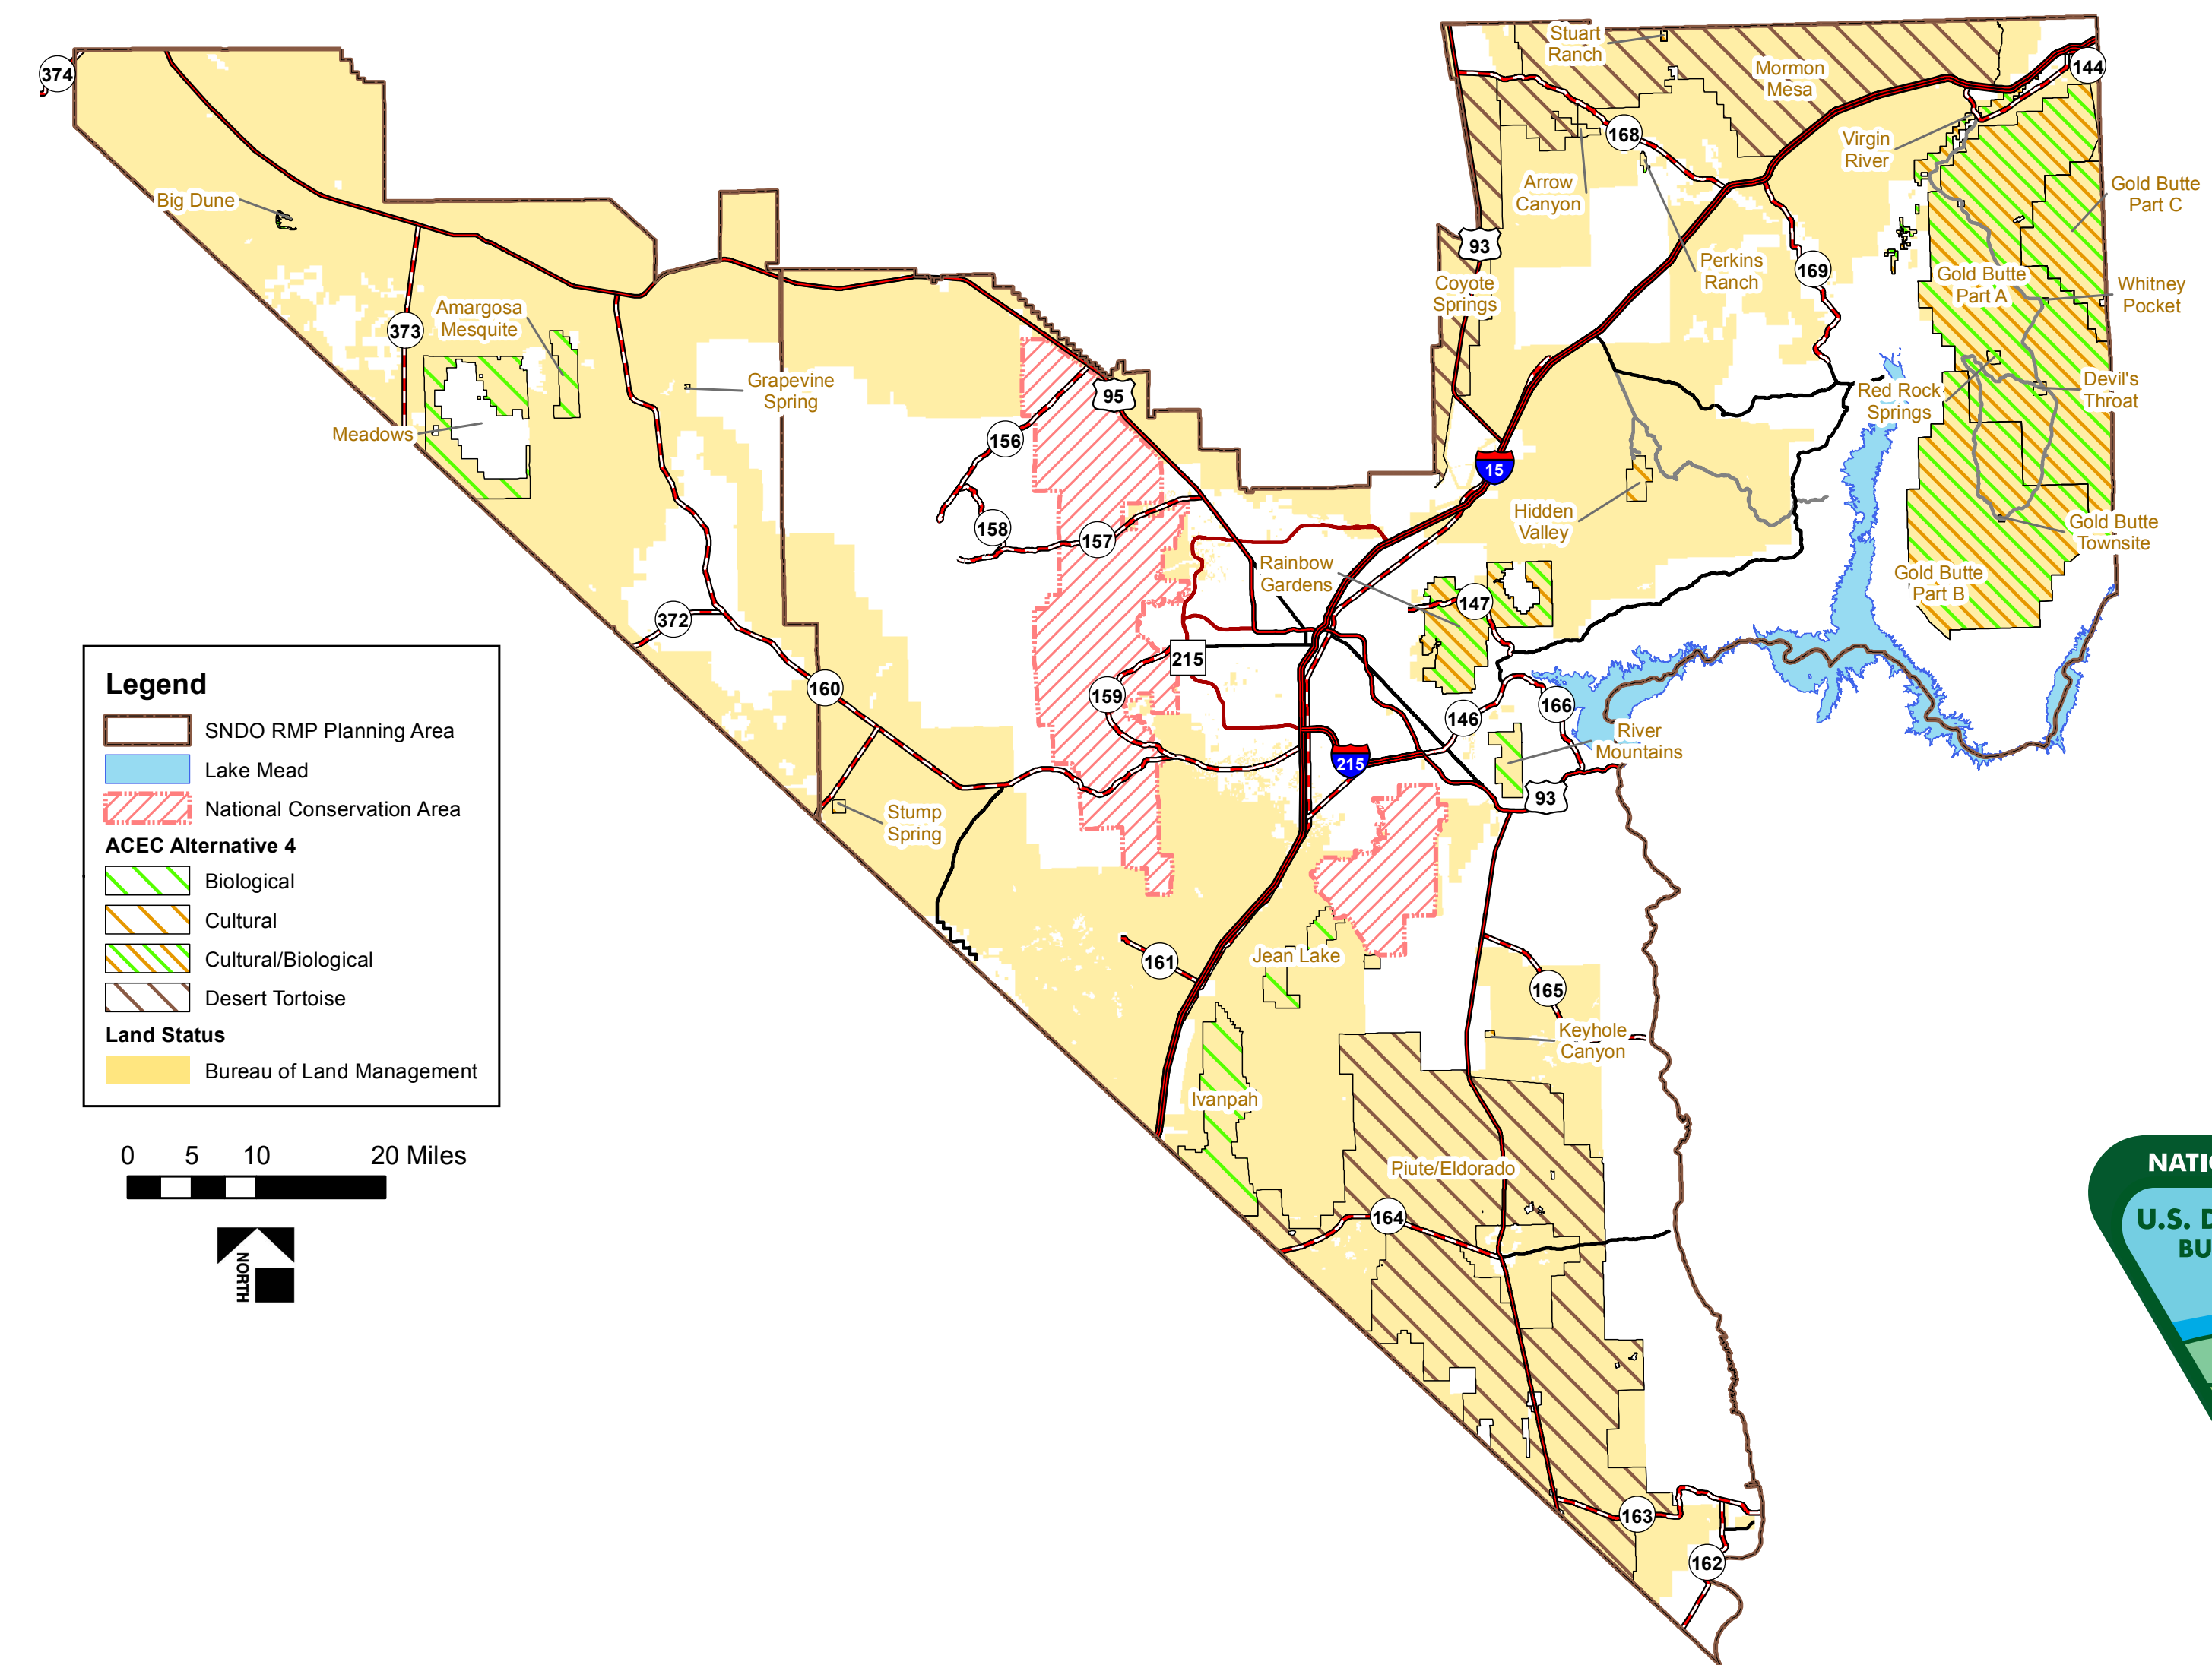 374
Stuart
Ranch
Mormon
Mesa
144
168
Virgin
River
Big Dune
Arrow
Canyon
Gold Butte
Part C
93
Perkins
Ranch
169
Coyote
Springs
Gold Butte
Part A
Whitney
Pocket
Amargosa
Mesquite
373
Grapevine
Spring
95
Red Rock
Springs
Devil's
Throat
Meadows
156
15
Hidden
Valley
158
157
Gold Butte
Townsite
Rainbow
Gardens
147
Gold Butte
Part B
372
215
160
159
146
166
River
Mountains
215
93
Stump
Spring
Jean Lake
161
165
Keyhole
Canyon
Ivanpah
Piute/Eldorado
164
163
162
Legend
SNDO RMP Planning Area
Lake Mead
National Conservation Area
ACEC Alternative 4
Biological
Cultural
Cultural/Biological
Desert Tortoise
Land Status
Bureau of Land Management
0 5 10 20 Miles
NORTH
U.S.